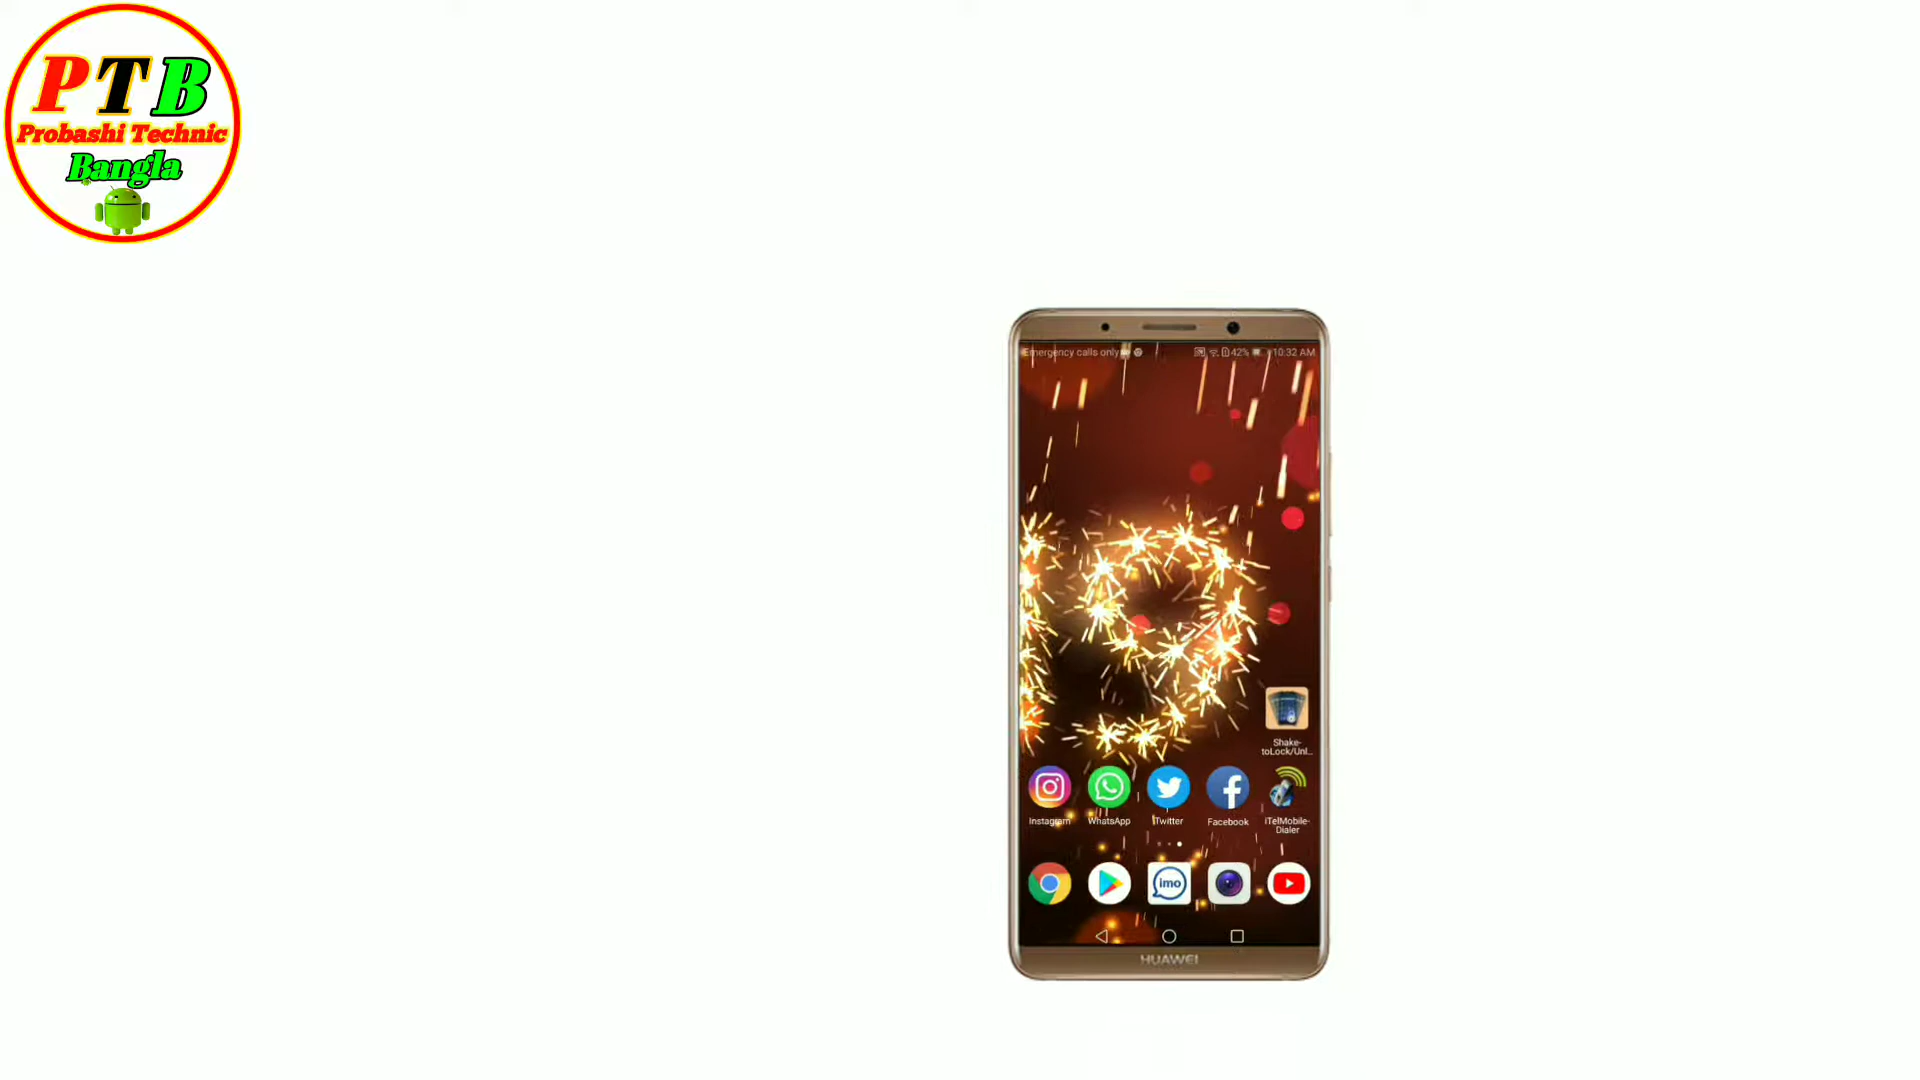 PTB
Probashi Technic
Bangla
Emergency calls only
42% 10:32 AM
Shake-
toLock/Unl...
Instagram WhatsApp Twitter Facebook iTelMobile-
Dialer
imo
HUAWEI